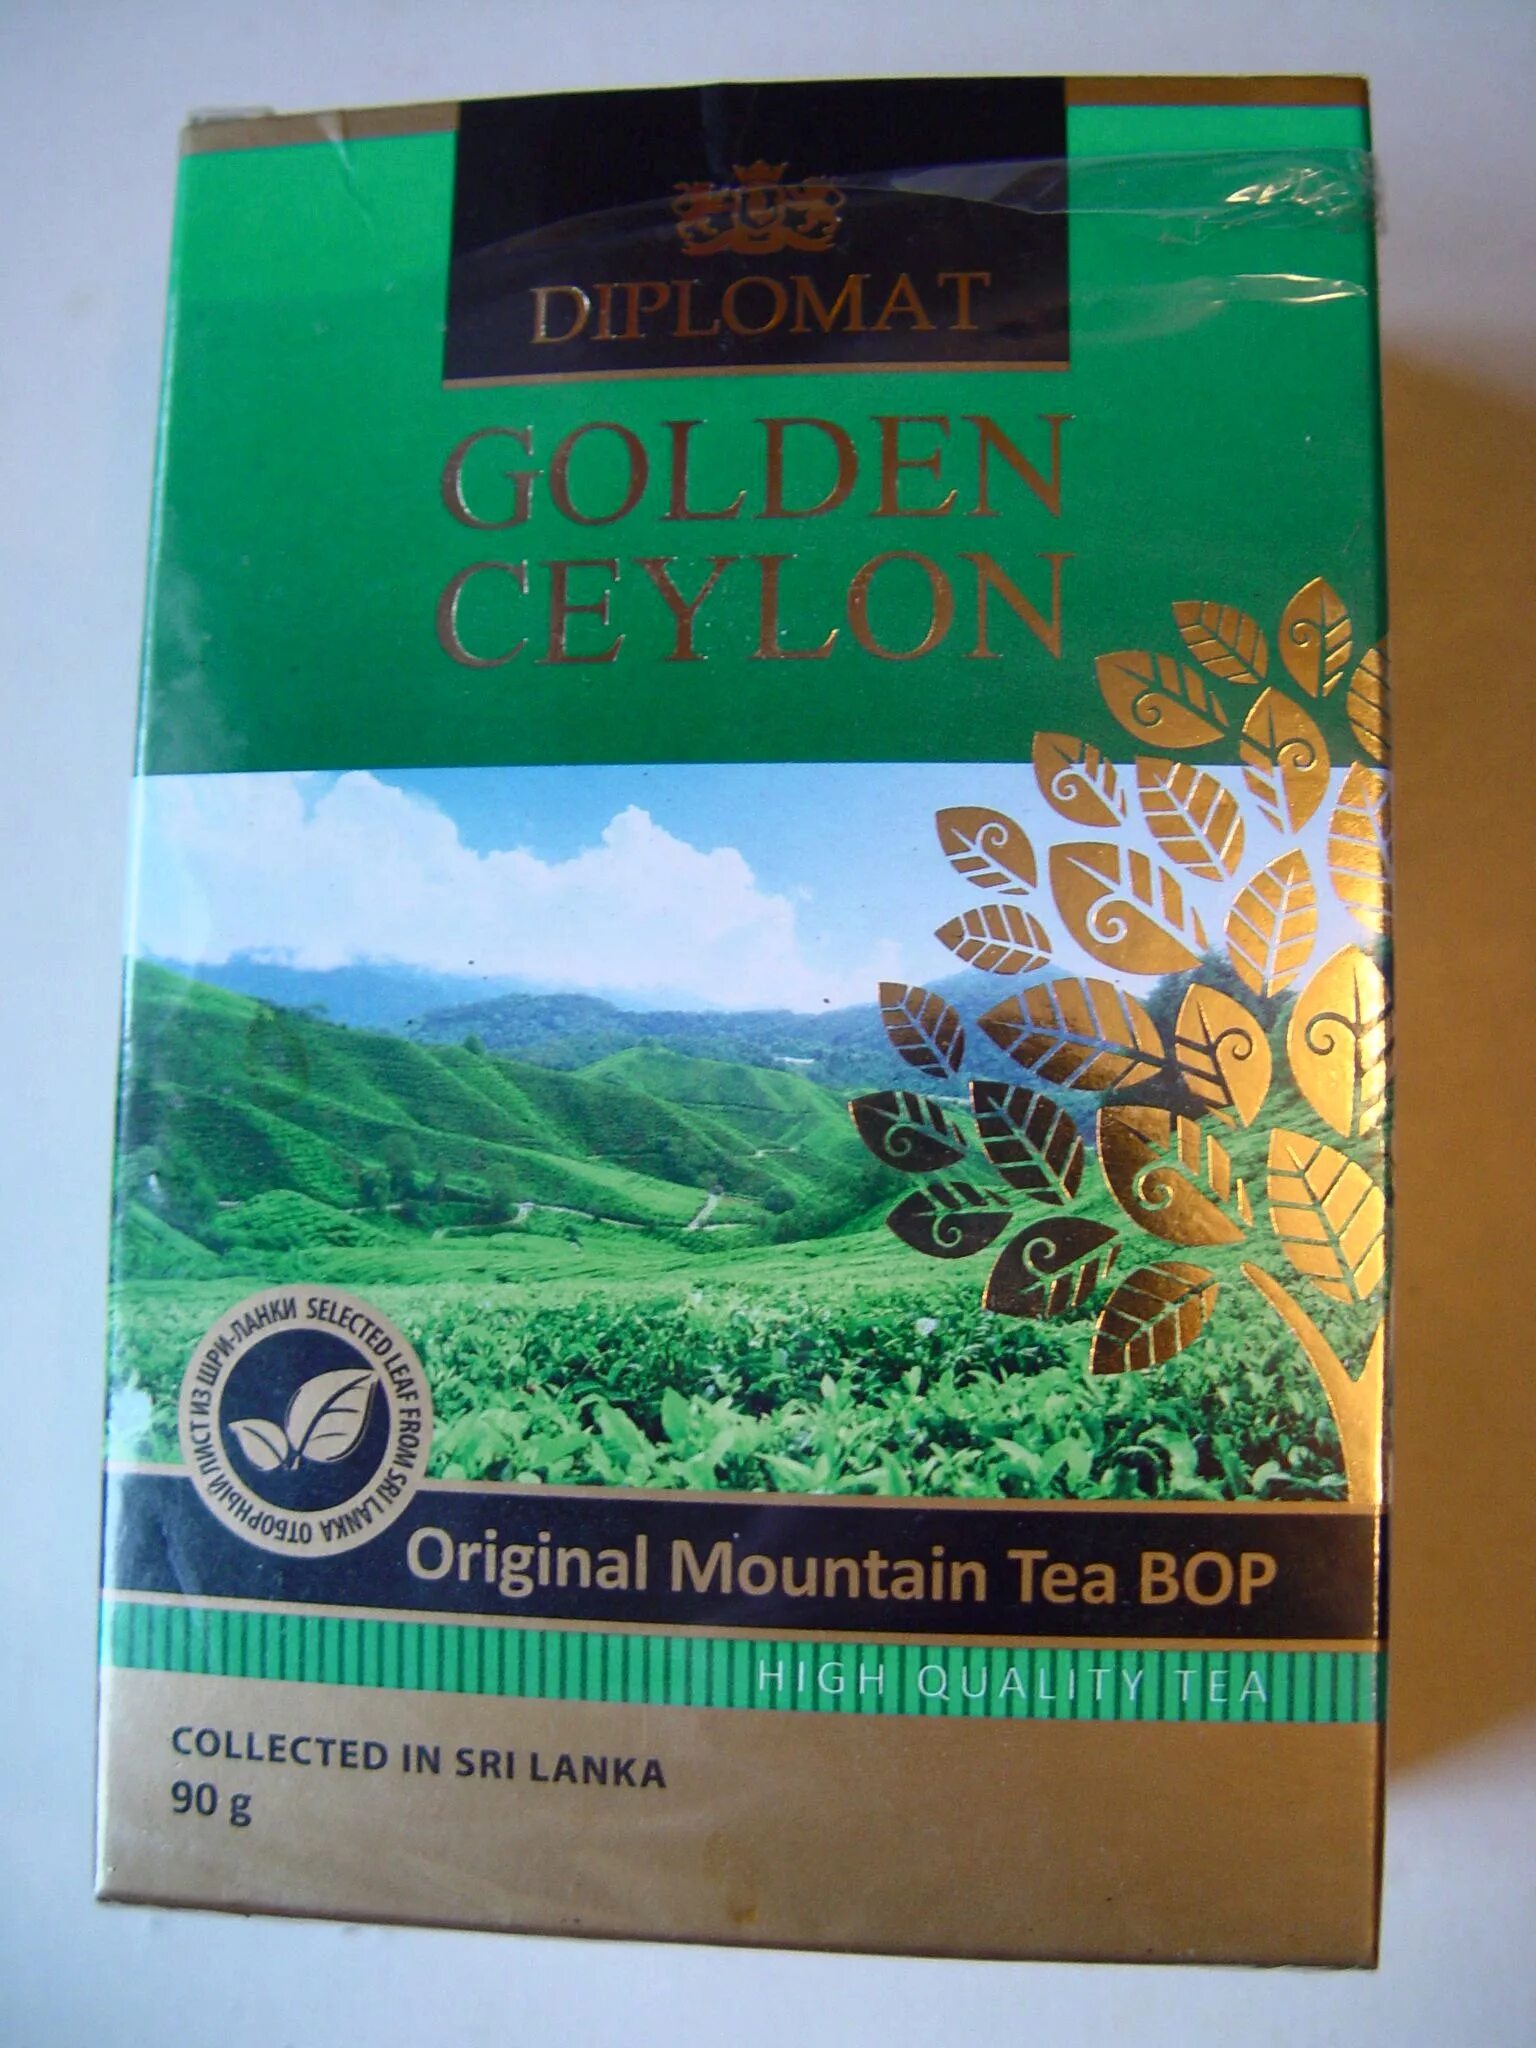 DIPLOMAT
GOLDEN
CEYLON
ОТБОРНЫЙ ЛИСТ ИЗ ШРИ-ЛАНКИ SELECTED LEAF FROM SRI LANKA
Original Mountain Tea BOP
HIGH QUALITY TEA
COLLECTED IN SRI LANKA
90 g